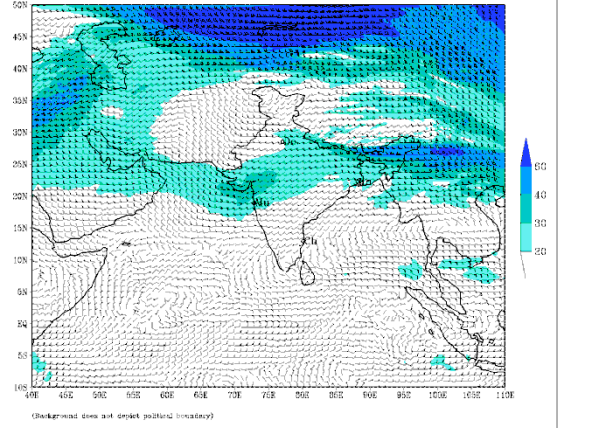 50N
45N
40N
35N
30N
25N
20N
15N
10N
5N
5S
10S
60
40
30
20
40E 45E 50E 55E 60E 65E 70E 75E 80E 85E 90E 95E 100E 105E 110E
(Background does not depict political boundary)